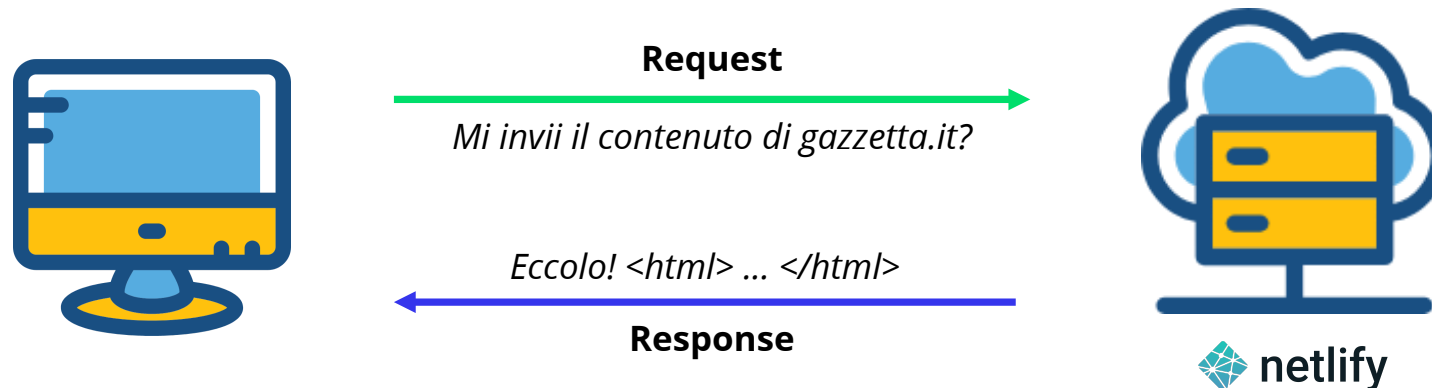 Request
Mi invii il contenuto di gazzetta.it?
Eccolo! <html> ... </html>
Response
netlify